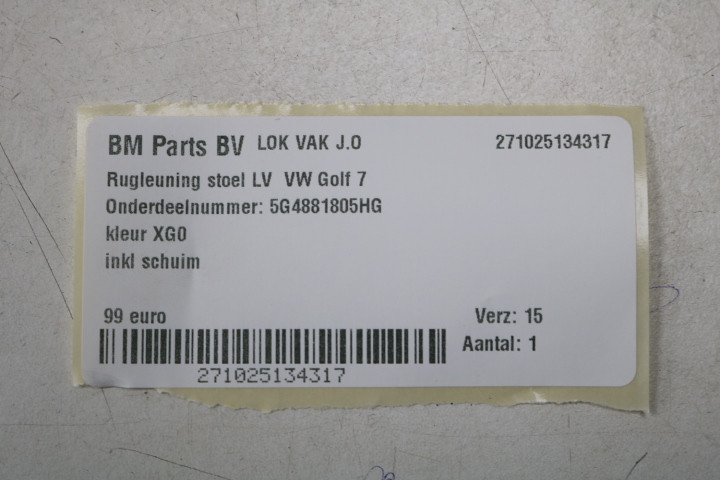 BM Parts BV LOK VAK J.O 271025134317
Rugleuning stoel LV VW Golf 7
Onderdeelnummer: 5G4881805HG
kleur XG0
inkl schuim
99 euro Verz: 15
Aantal: 1
271025134317